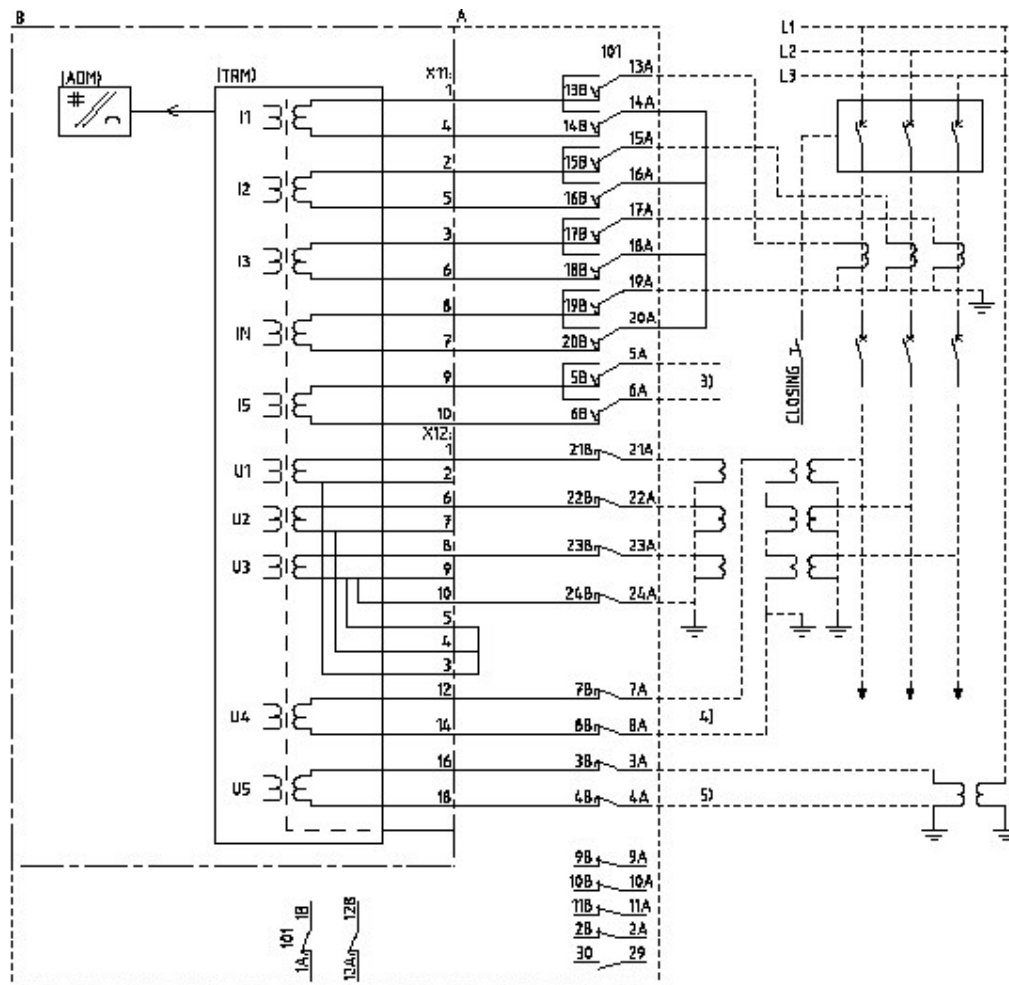 B A
L1
L2
L3
101
(ADM) (TRM) X11:
13A
1 13B
14A
I1
4 14B
15A
2 15B
16A
I2
5 16B
17A
3 17B
18A
I3
6 18B
19A
8 19B
20A
IN
7 20B
5A
9 5B
3)
6A
I5
10 6B
CLOSING
X12:
1 21B 21A
U1 2
6 22B 22A
U2 7
8 23B 23A
U3 9
10 24B 24A
5
4
3
12 7B 7A
U4 4)
14 8A
16 3B 3A
U5 5)
18 4B 4A
9B 9A
10B 10A
11B 11A
2B 2A
30 29
101 1A 1B
12A 12B